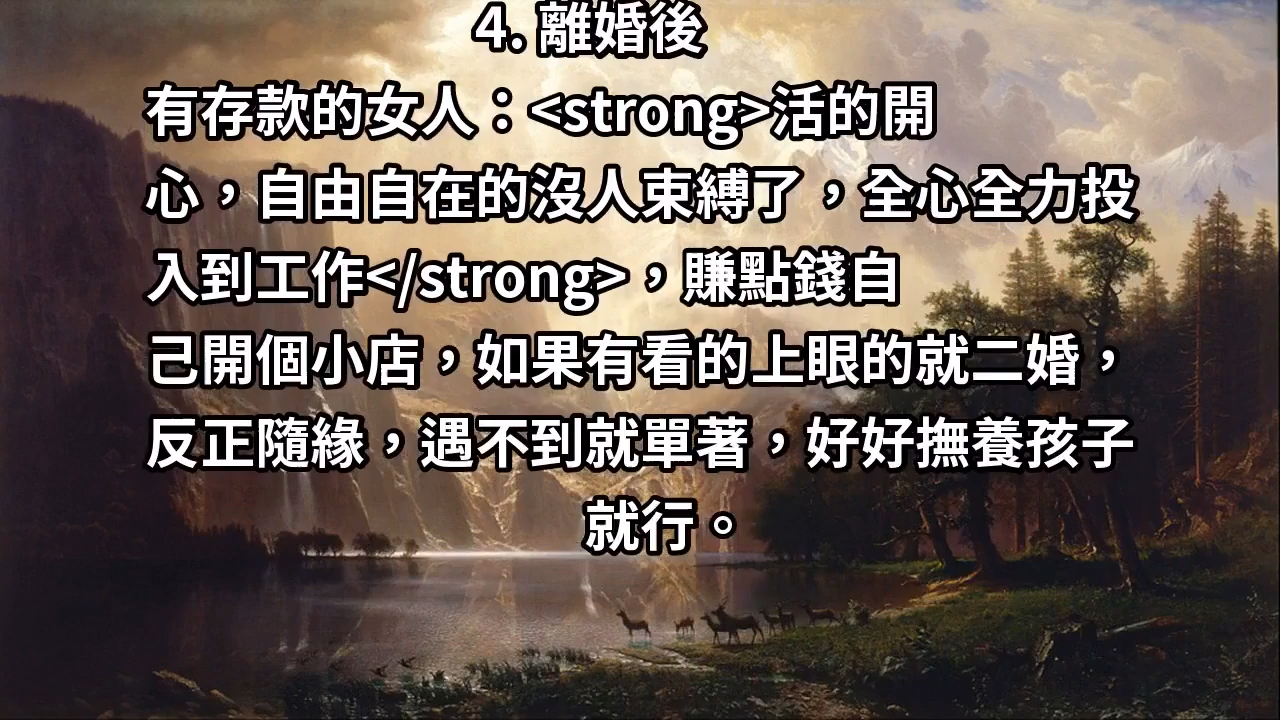 4. 離婚後
有存款的女人：<strong>活的開
心，自由自在的沒人束縛了，全心全力投
入到工作</strong>，賺點錢自
己開個小店，如果有看的上眼的就二婚，
反正隨緣，遇不到就單著，好好撫養孩子
就行。